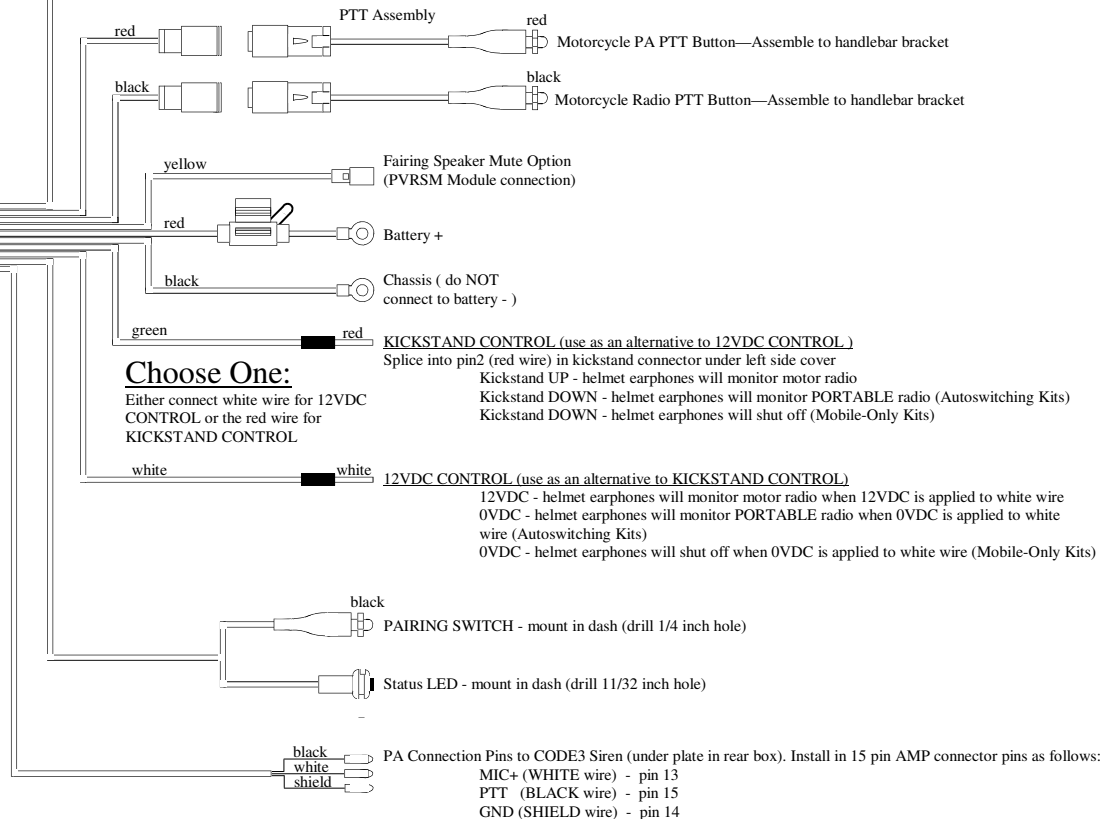 PTT Assembly
red
red
Motorcycle PA PTT Button—Assemble to handlebar bracket
black
black
Motorcycle Radio PTT Button—Assemble to handlebar bracket
yellow
Fairing Speaker Mute Option
(PVRSM Module connection)
red
Battery +
black
Chassis ( do NOT
connect to battery - )
green
red
KICKSTAND CONTROL (use as an alternative to 12VDC CONTROL )
Splice into pin2 (red wire) in kickstand connector under left side cover
Kickstand UP - helmet earphones will monitor motor radio
Kickstand DOWN - helmet earphones will monitor PORTABLE radio (Autoswitching Kits)
Kickstand DOWN - helmet earphones will shut off (Mobile-Only Kits)
Choose One:
Either connect white wire for 12VDC
CONTROL or the red wire for
KICKSTAND CONTROL
white
white
12VDC CONTROL (use as an alternative to KICKSTAND CONTROL)
12VDC - helmet earphones will monitor motor radio when 12VDC is applied to white wire
0VDC - helmet earphones will monitor PORTABLE radio when 0VDC is applied to white
wire (Autoswitching Kits)
0VDC - helmet earphones will shut off when 0VDC is applied to white wire (Mobile-Only Kits)
black
PAIRING SWITCH - mount in dash (drill 1/4 inch hole)
Status LED - mount in dash (drill 11/32 inch hole)
black
white
shield
PA Connection Pins to CODE3 Siren (under plate in rear box). Install in 15 pin AMP connector pins as follows:
MIC+ (WHITE wire) - pin 13
PTT (BLACK wire) - pin 15
GND (SHIELD wire) - pin 14